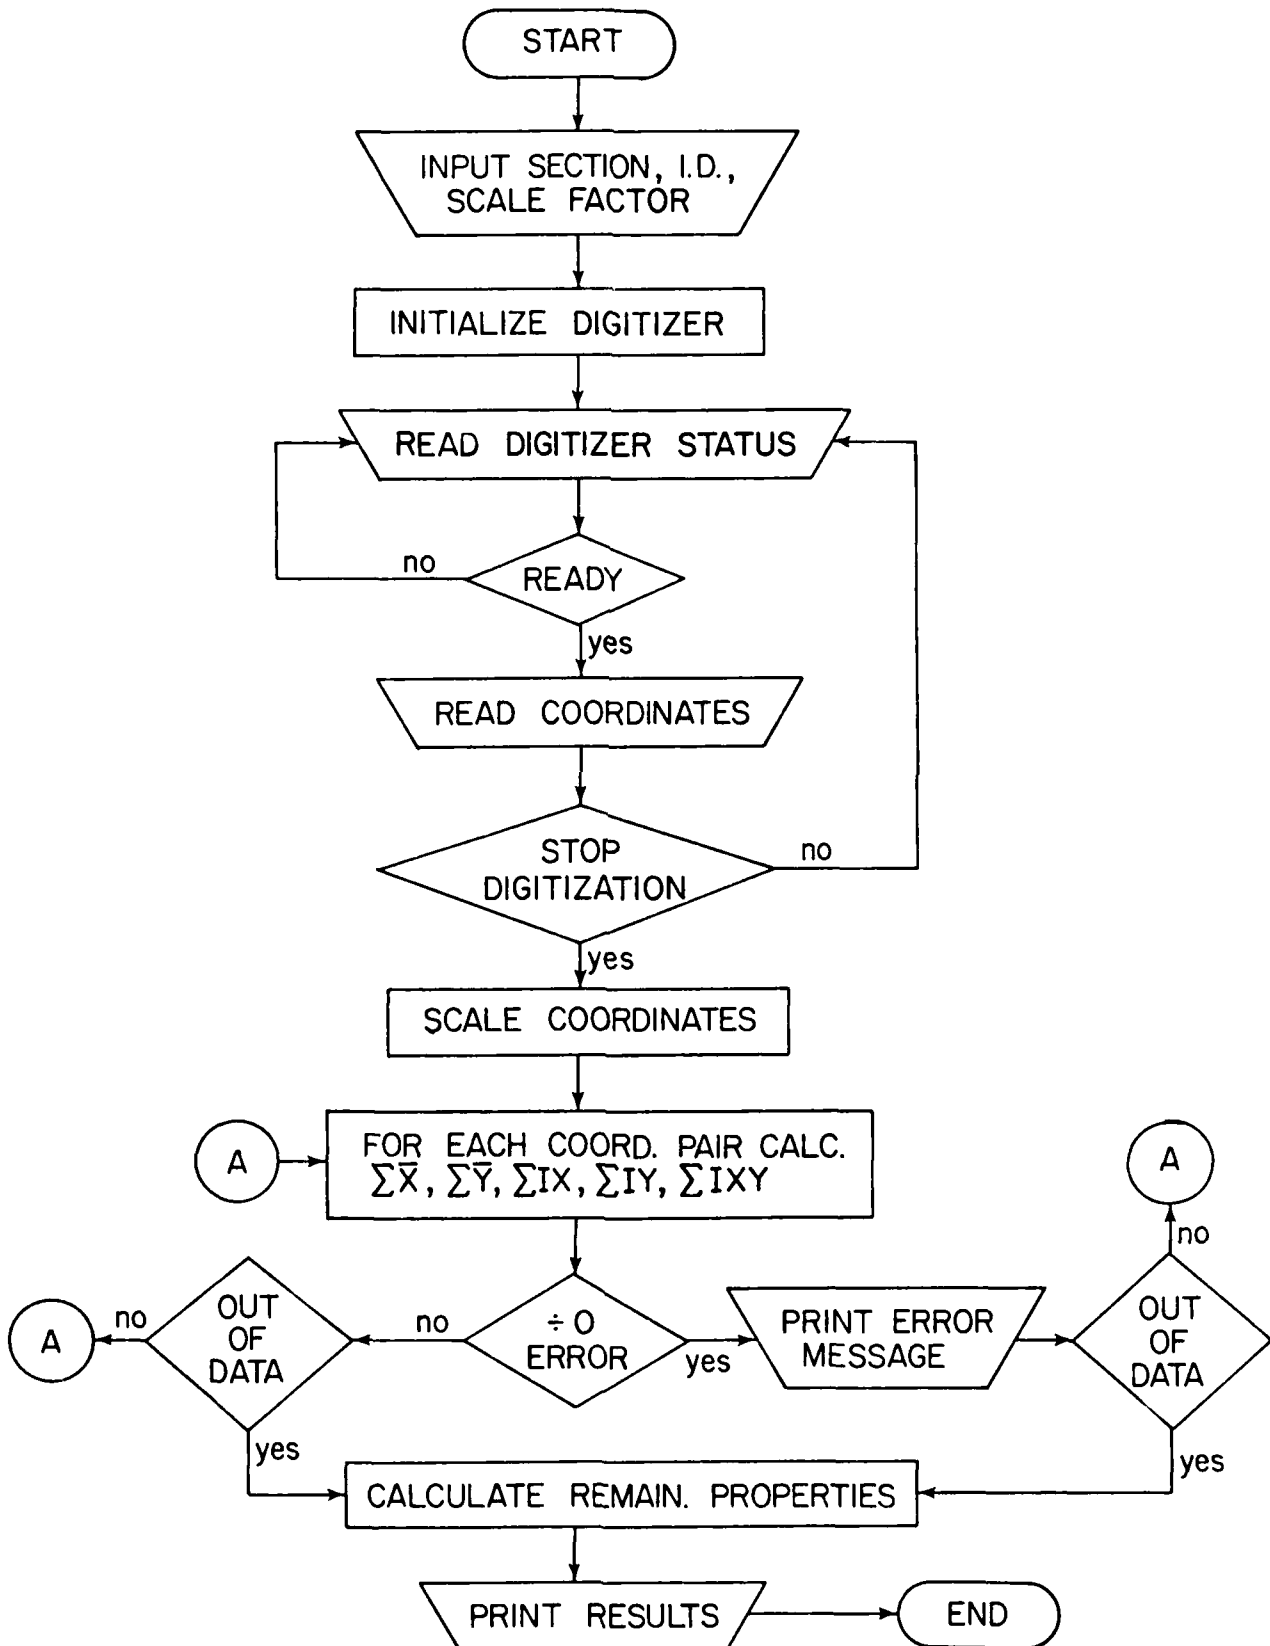 START
INPUT SECTION, I.D.,
SCALE FACTOR
INITIALIZE DIGITIZER
READ DIGITIZER STATUS
no
READY
yes
READ COORDINATES
STOP
DIGITIZATION
no
yes
SCALE COORDINATES
A
FOR EACH COORD. PAIR CALC.
∑X̅, ∑Y̅, ∑IX, ∑IY, ∑IXY
A
no
A
no
OUT
OF
DATA
no
÷ 0
ERROR
yes
PRINT ERROR
MESSAGE
OUT
OF
DATA
yes
yes
CALCULATE REMAIN. PROPERTIES
PRINT RESULTS
END